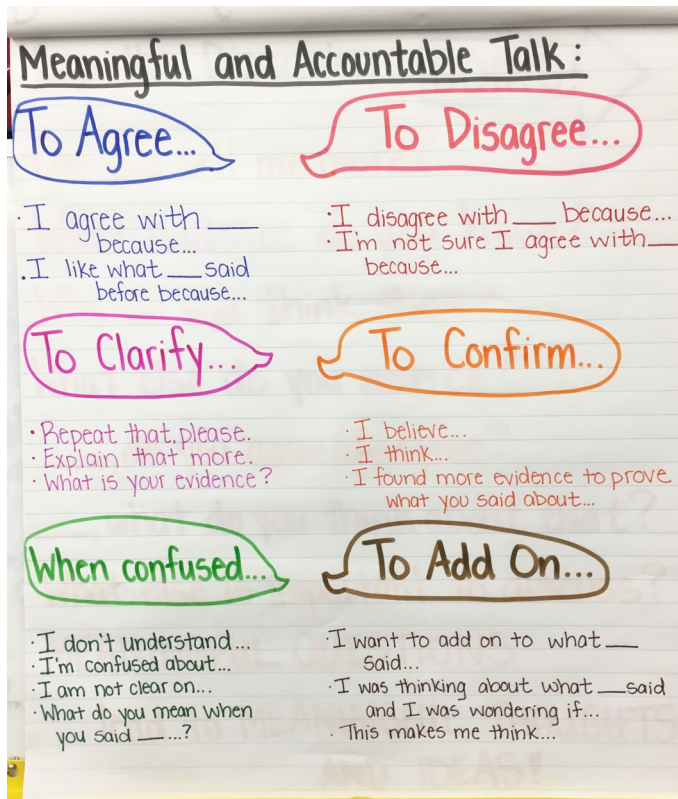 Meaningful and Accountable Talk:
To Agree...
· I agree with ___
because...
· I like what ___ said
before because...
To Disagree...
· I disagree with ___ because...
· I'm not sure I agree with ___
because...
To Clarify...
· Repeat that, please.
· Explain that more.
· What is your evidence?
To Confirm...
· I believe...
· I think...
· I found more evidence to prove
what you said about...
When confused...
· I don't understand...
· I'm confused about...
· I am not clear on...
· What do you mean when
you said ___...?
To Add On...
· I want to add on to what ___
said...
· I was thinking about what ___ said
and I was wondering if...
· This makes me think...